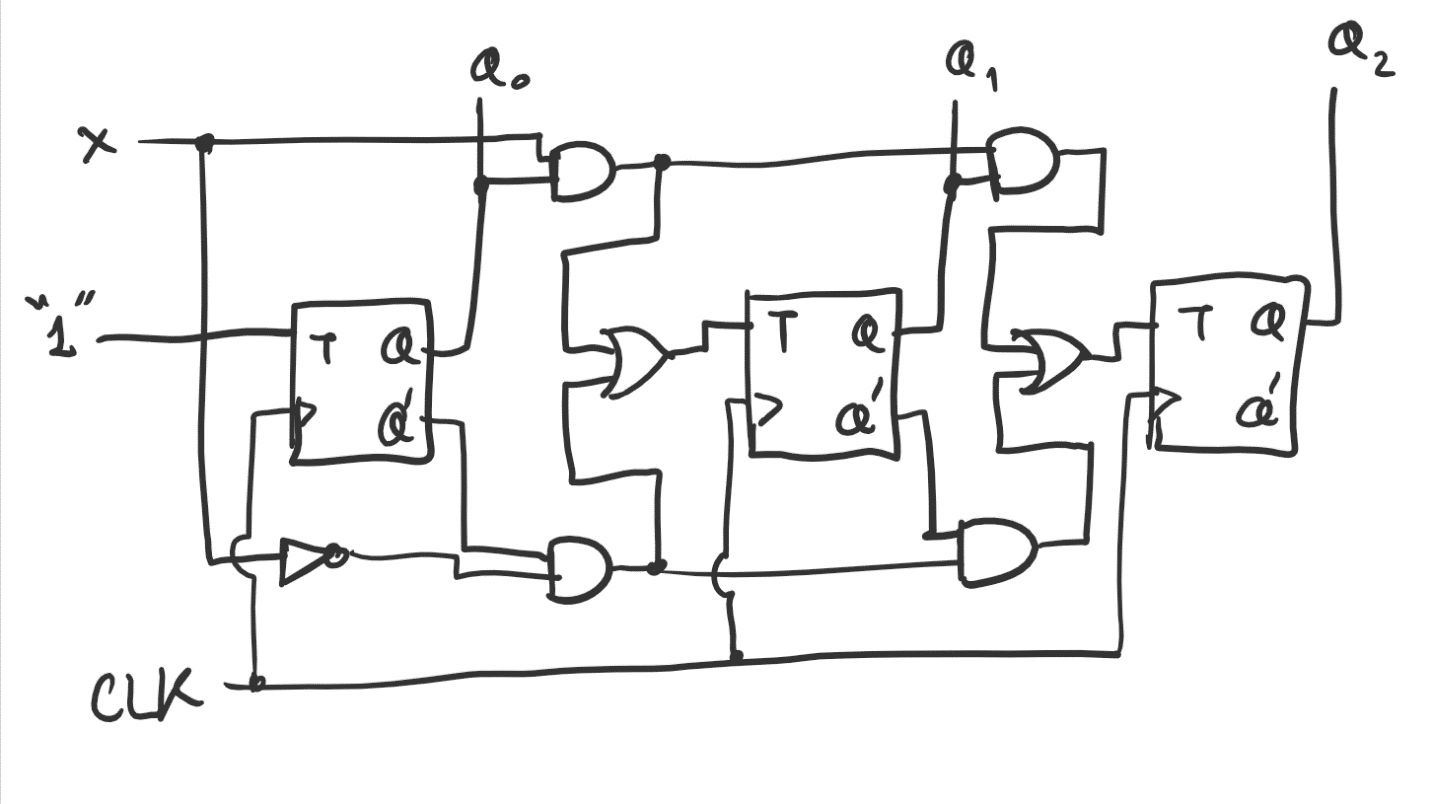 Q₀ Q₁ Q₂
X
"1" T Q T Q T Q
Q' Q' Q'
CLK